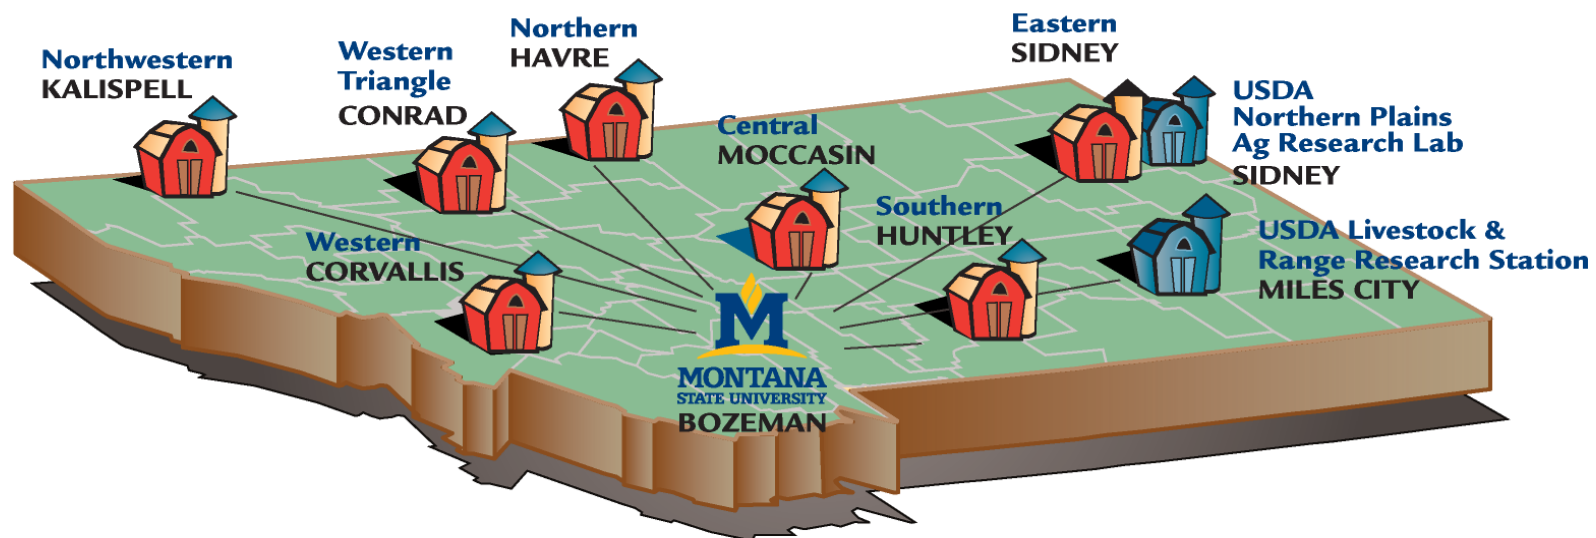 Northwestern
KALISPELL
Western
Triangle
CONRAD
Northern
HAVRE
Central
MOCCASIN
Eastern
SIDNEY
USDA
Northern Plains
Ag Research Lab
SIDNEY
Western
CORVALLIS
Southern
HUNTLEY
USDA Livestock &
Range Research Station
MILES CITY
M
MONTANA
STATE UNIVERSITY
BOZEMAN